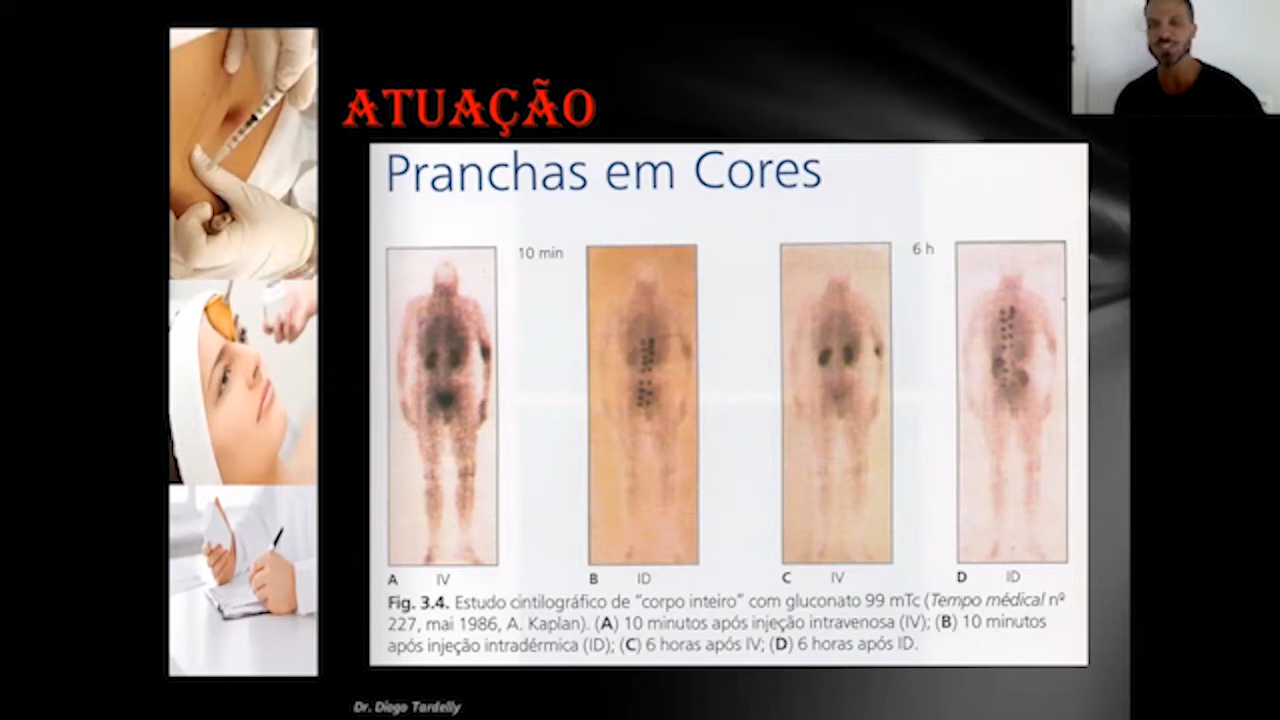 ATUAÇÃO
Pranchas em Cores
10 min
6 h
A IV
B ID
C IV
D ID
Fig. 3.4. Estudo cintilográfico de “corpo inteiro” com gluconato 99 mTc (Tempo médical nº
227, mai 1986, A. Kaplan). (A) 10 minutos após injeção intravenosa (IV); (B) 10 minutos
após injeção intradérmica (ID); (C) 6 horas após IV; (D) 6 horas após ID.
Dr. Diogo Tardelly